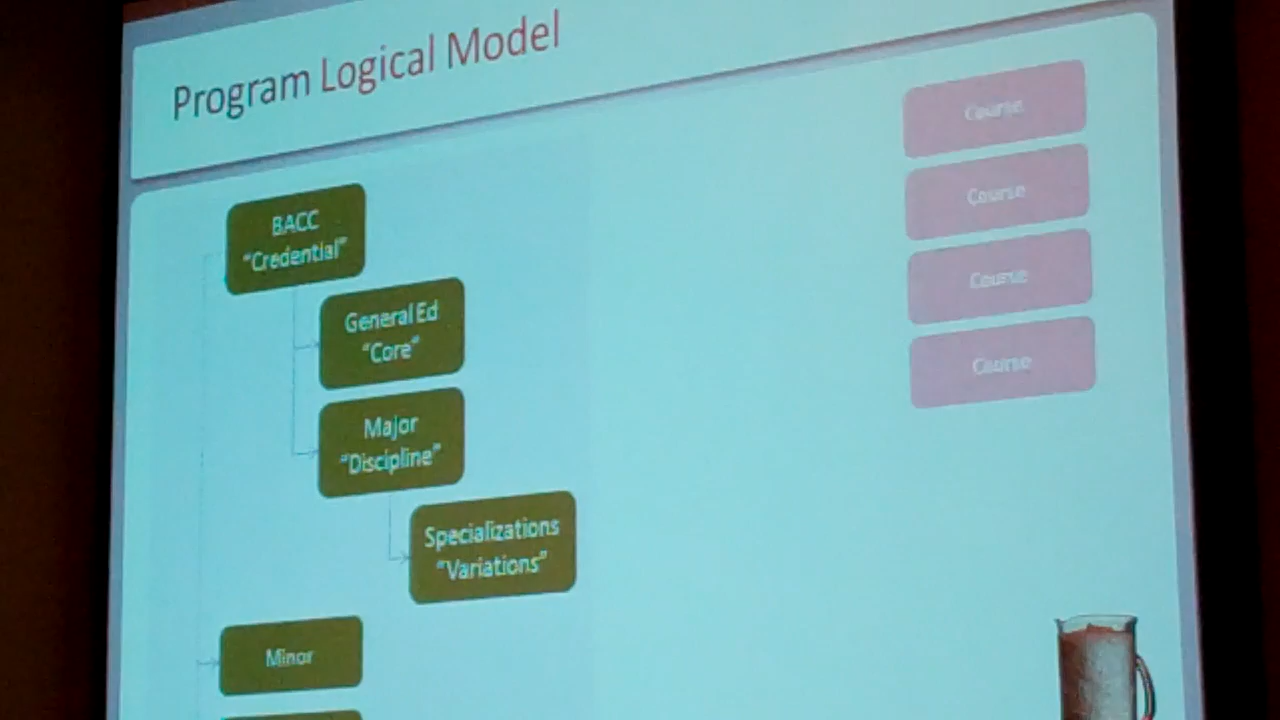 Program Logical Model
BACC
"Credential"
General Ed
"Core"
Major
"Discipline"
Specializations
"Variations"
Minor
Course
Course
Course
Course